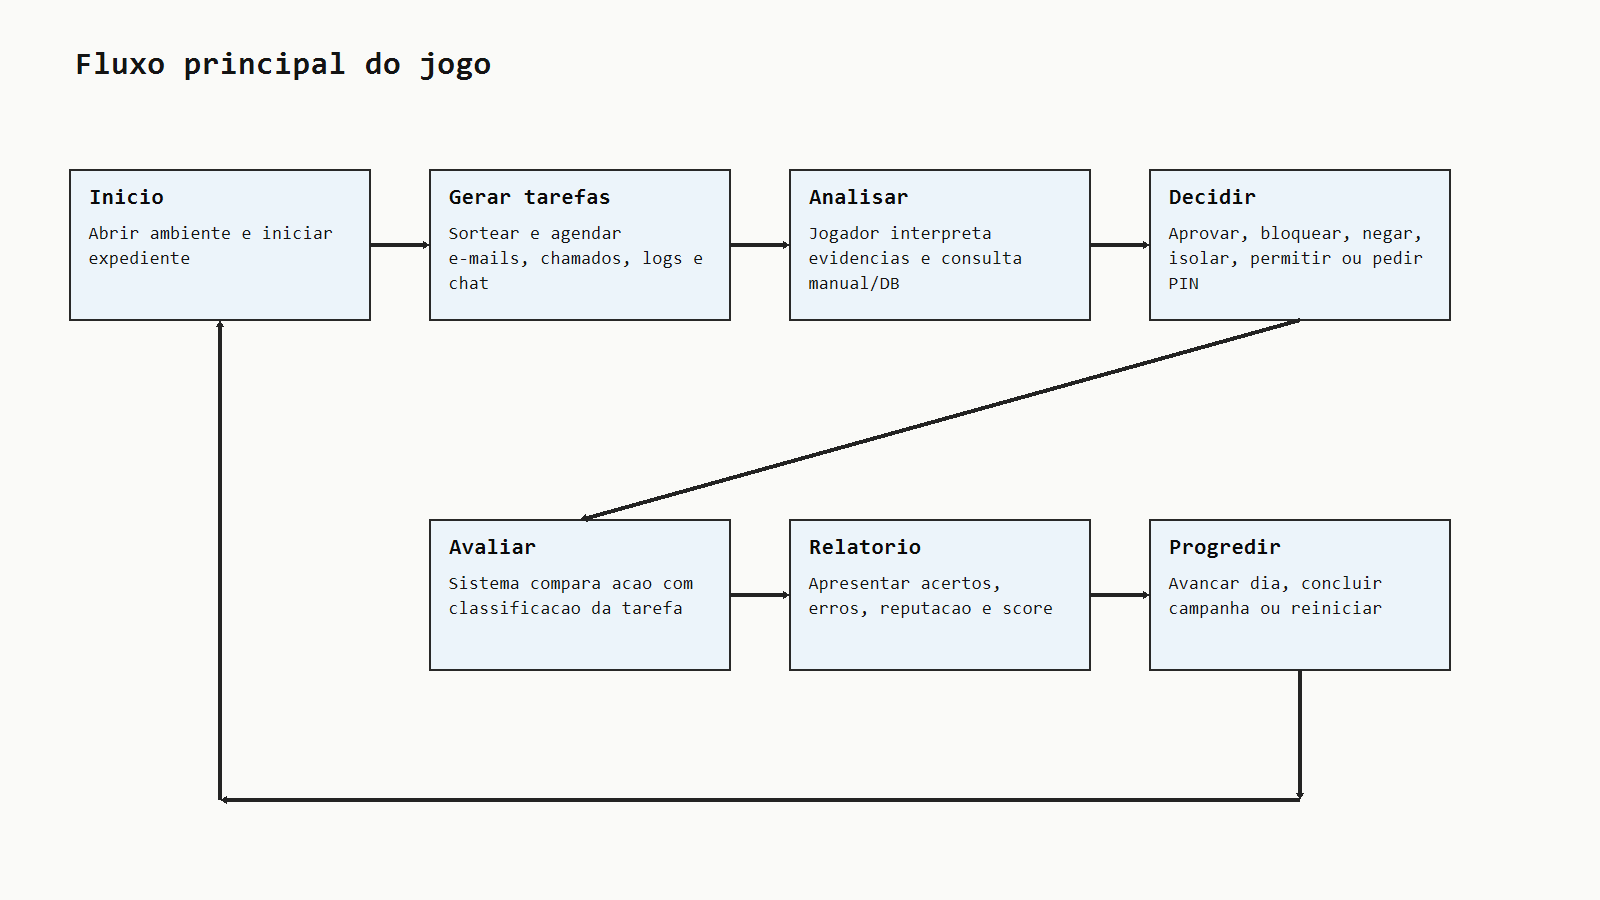 Fluxo principal do jogo
Inicio
Abrir ambiente e iniciar
expediente
Gerar tarefas
Sortear e agendar
e-mails, chamados, logs e
chat
Analisar
Jogador interpreta
evidencias e consulta
manual/DB
Decidir
Aprovar, bloquear, negar,
isolar, permitir ou pedir
PIN
Avaliar
Sistema compara acao com
classificacao da tarefa
Relatorio
Apresentar acertos,
erros, reputacao e score
Progredir
Avancar dia, concluir
campanha ou reiniciar